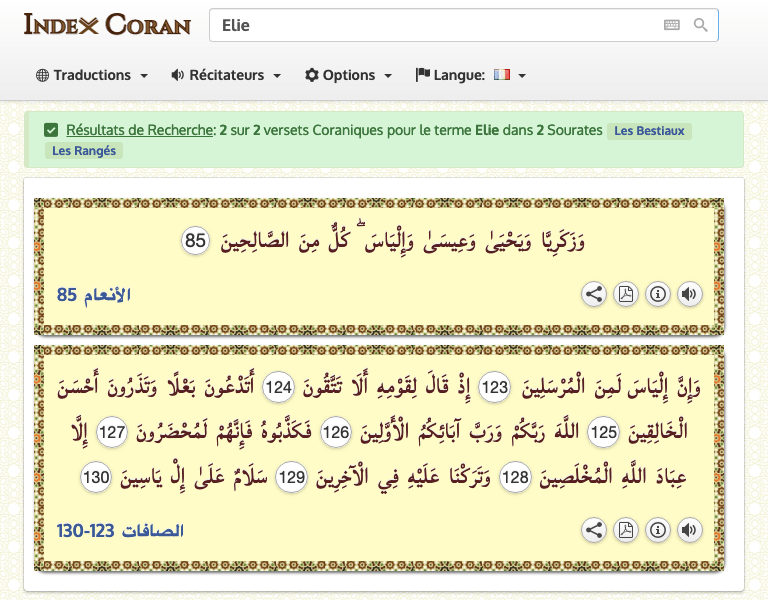 Index Coran
Elie
Traductions Récitateurs Options Langue:
Résultats de Recherche: 2 sur 2 versets Coraniques pour le terme Elie dans 2 Sourates Les Bestiaux
Les Rangés
وَزَكَرِيَّا وَيَحْيَىٰ وَعِيسَىٰ وَإِلْيَاسَ ۖ كُلٌّ مِنَ الصَّالِحِينَ 85
الأنعام 85
وَإِنَّ إِلْيَاسَ لَمِنَ الْمُرْسَلِينَ 123 إِذْ قَالَ لِقَوْمِهِ أَلَا تَتَّقُونَ 124 أَتَدْعُونَ بَعْلًا وَتَذَرُونَ أَحْسَنَ
الْخَالِقِينَ 125 اللَّهَ رَبَّكُمْ وَرَبَّ آبَائِكُمُ الْأَوَّلِينَ 126 فَكَذَّبُوهُ فَإِنَّهُمْ لَمُحْضَرُونَ 127 إِلَّا
عِبَادَ اللَّهِ الْمُخْلَصِينَ 128 وَتَرَكْنَا عَلَيْهِ فِي الْآخِرِينَ 129 سَلَامٌ عَلَىٰ إِلْ يَاسِينَ 130
الصافات 123-130